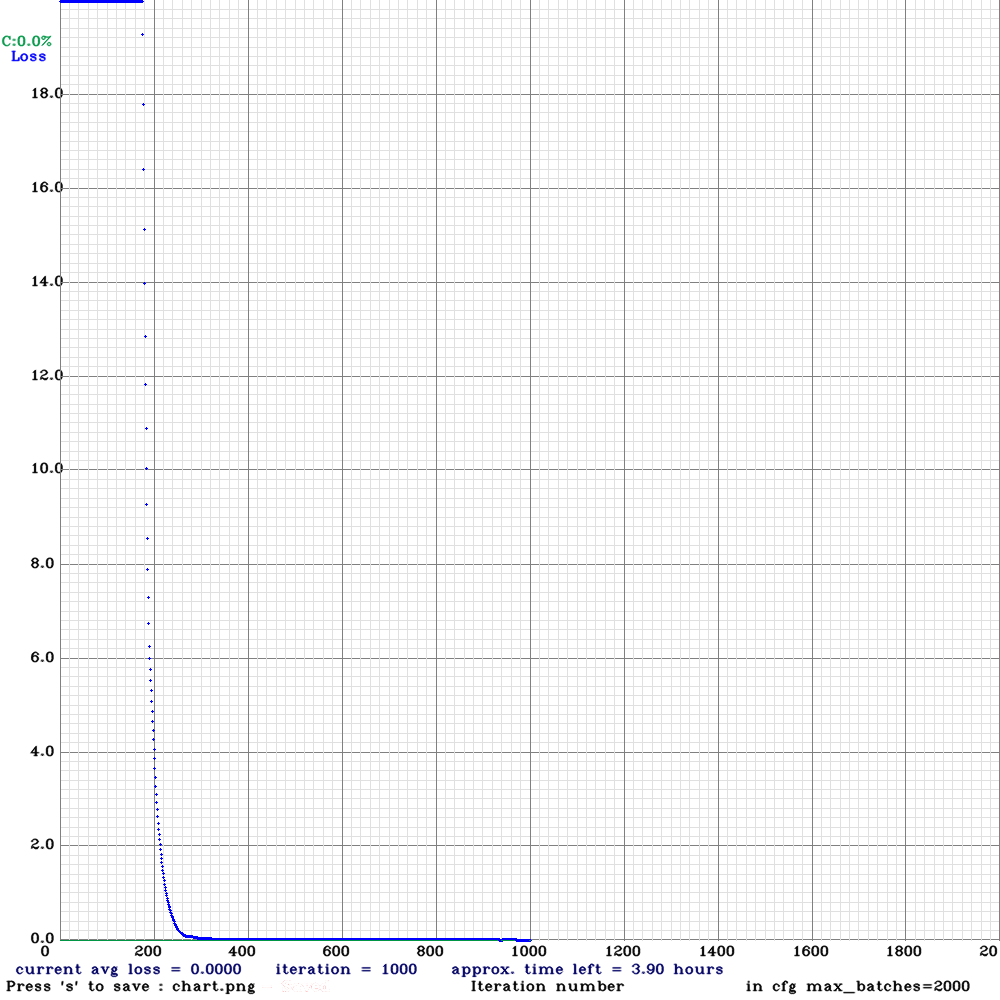 C:0.0%
Loss
18.0
16.0
14.0
12.0
10.0
8.0
6.0
4.0
2.0
0.0
0 200 400 600 800 1000 1200 1400 1600 1800 20
current avg loss = 0.0000 iteration = 1000 approx. time left = 3.90 hours
Press 's' to save : chart.png Iteration number in cfg max_batches=2000